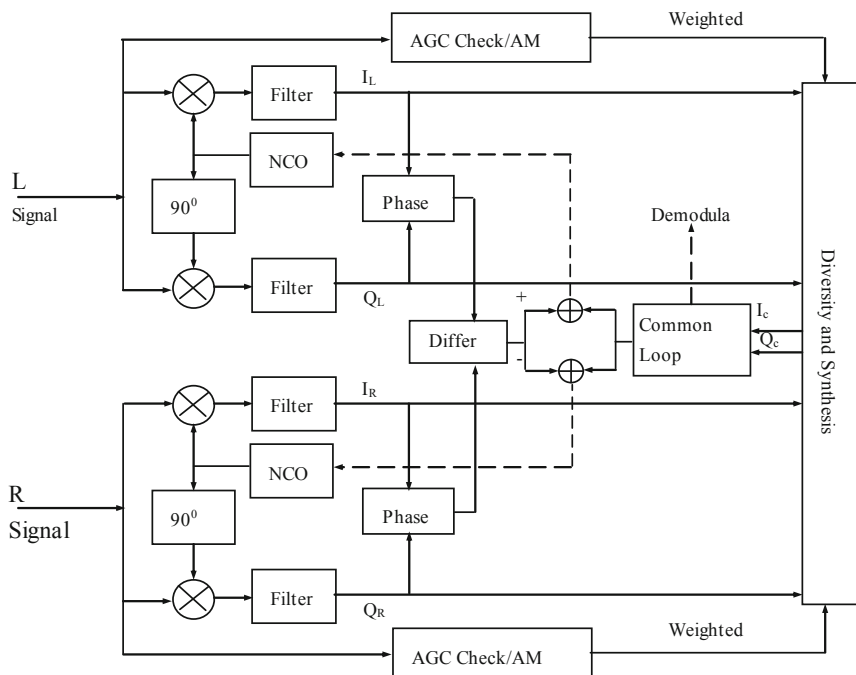 Weighted
AGC Check/AM
I_L
Filter
NCO
L
Signal
90⁰
Phase
Demodula
Filter
Q_L
+
I_c
Common
Loop
Q_c
Differ
-
Diversity and Synthesis
I_R
Filter
NCO
R
Signal
90⁰
Phase
Filter
Q_R
Weighted
AGC Check/AM